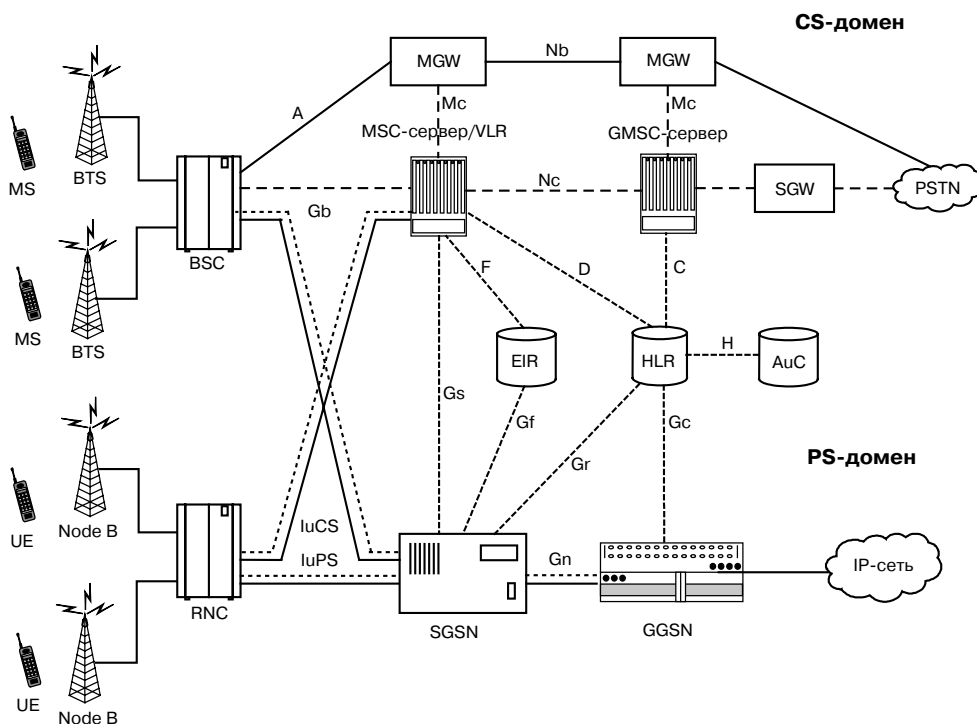 CS-домен
MGW
Nb
MGW
A
Mc
Mc
MSC-сервер/VLR
GMSC-сервер
MS
BTS
Nc
SGW
PSTN
Gb
BSC
F
D
C
MS
BTS
EIR
HLR
H
AuC
Gs
Gf
Gc
Gr
PS-домен
UE
Node B
IuCS
IuPS
Gn
IP-сеть
RNC
SGSN
GGSN
UE
Node B